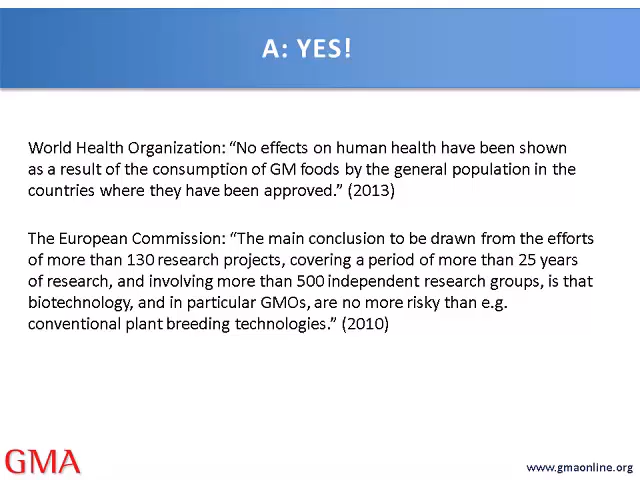 A: YES!
World Health Organization: “No effects on human health have been shown
as a result of the consumption of GM foods by the general population in the
countries where they have been approved.” (2013)
The European Commission: “The main conclusion to be drawn from the efforts
of more than 130 research projects, covering a period of more than 25 years
of research, and involving more than 500 independent research groups, is that
biotechnology, and in particular GMOs, are no more risky than e.g.
conventional plant breeding technologies.” (2010)
GMA
www.gmaonline.org